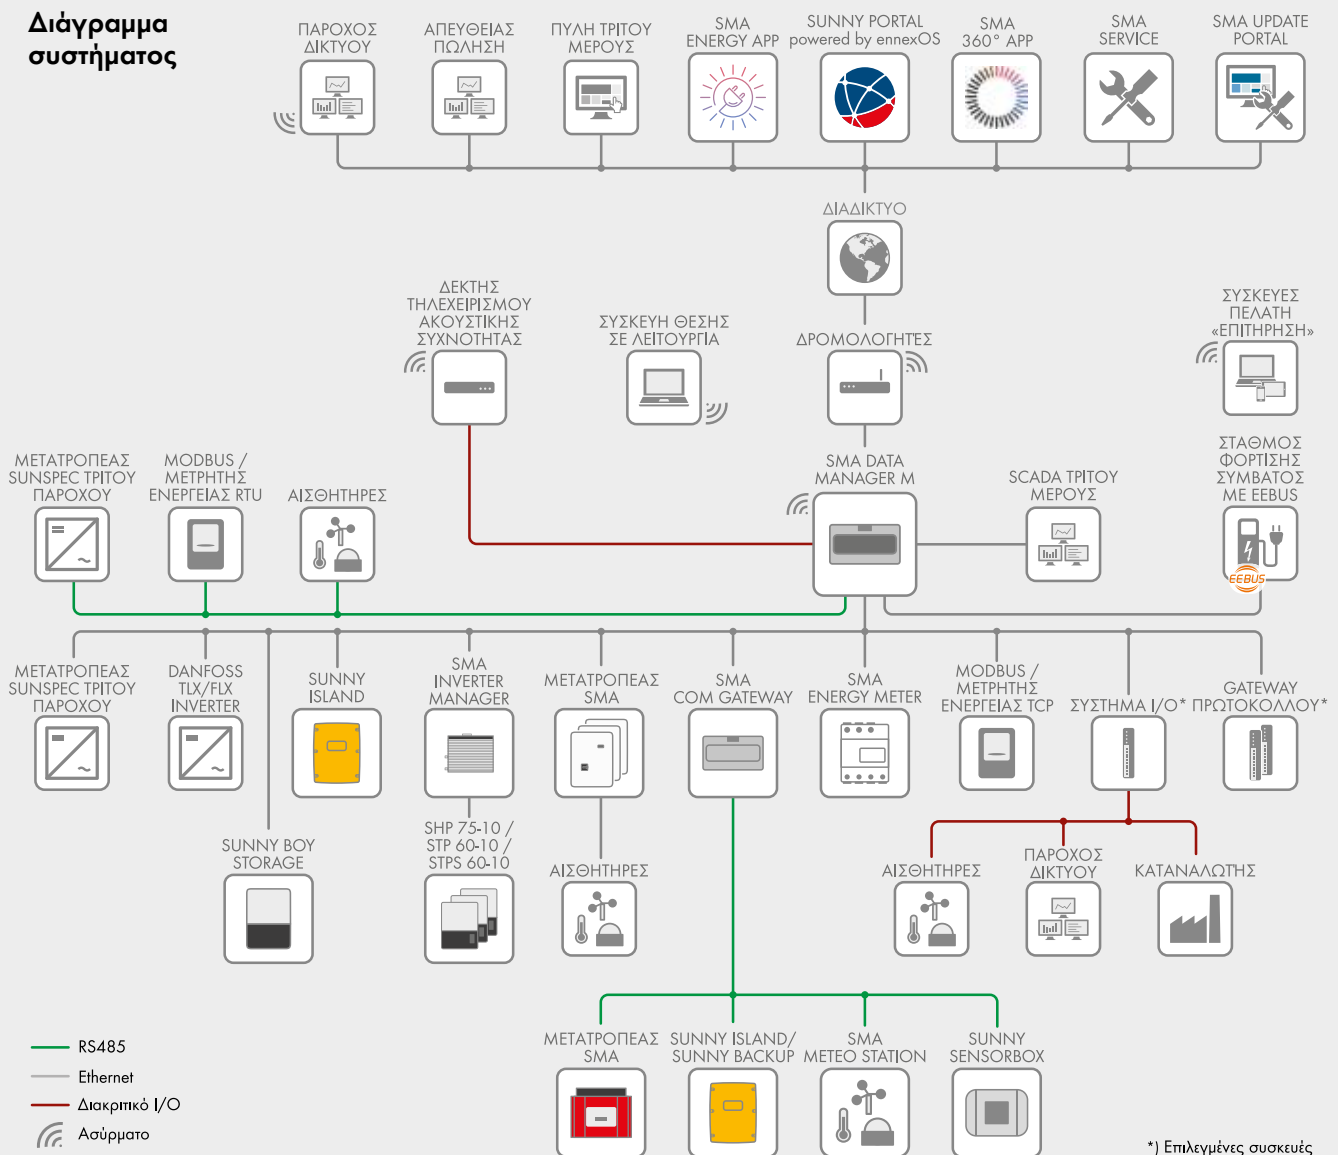 Διάγραμμα
συστήματος
ΠΑΡΟΧΟΣ
ΔΙΚΤΥΟΥ
ΑΠΕΥΘΕΙΑΣ
ΠΩΛΗΣΗ
ΠΥΛΗ ΤΡΙΤΟΥ
ΜΕΡΟΥΣ
SMA
ENERGY APP
SUNNY PORTAL
powered by ennexOS
SMA
360° APP
SMA
SERVICE
SMA UPDATE
PORTAL
ΔΙΑΔΙΚΤΥΟ
ΔΕΚΤΗΣ
ΤΗΛΕΧΕΙΡΙΣΜΟΥ
ΑΚΟΥΣΤΙΚΗΣ
ΣΥΧΝΟΤΗΤΑΣ
ΣΥΣΚΕΥΗ ΘΕΣΗΣ
ΣΕ ΛΕΙΤΟΥΡΓΙΑ
ΔΡΟΜΟΛΟΓΗΤΈΣ
ΣΥΣΚΕΥΕΣ
ΠΕΛΑΤΗ
«ΕΠΙΤΗΡΗΣΗ»
ΜΕΤΑΤΡΟΠΕΑΣ
SUNSPEC ΤΡΙΤΟΥ
ΠΑΡΟΧΟΥ
MODBUS /
ΜΕΤΡΗΤΗΣ
ΕΝΕΡΓΕΙΑΣ RTU
ΑΙΣΘΗΤΗΡΕΣ
SMA DATA
MANAGER M
SCADA ΤΡΙΤΟΥ
ΜΕΡΟΥΣ
ΣΤΑΘΜΟΣ
ΦΟΡΤΙΣΗΣ
ΣΥΜΒΑΤΟΣ
ΜΕ EEBUS
EEBUS
ΜΕΤΑΤΡΟΠΕΑΣ
SUNSPEC ΤΡΙΤΟΥ
ΠΑΡΟΧΟΥ
DANFOSS
TLX/FLX
INVERTER
SUNNY
ISLAND
SMA
INVERTER
MANAGER
ΜΕΤΑΤΡΟΠΕΑΣ
SMA
SMA
COM GATEWAY
SMA
ENERGY METER
MODBUS /
ΜΕΤΡΗΤΗΣ
ΕΝΕΡΓΕΙΑΣ TCP
ΣΥΣΤΗΜΑ I/O*
GATEWAY
ΠΡΩΤΟΚΟΛΛΟΥ*
SUNNY BOY
STORAGE
SHP 75-10 /
STP 60-10 /
STPS 60-10
ΑΙΣΘΗΤΗΡΕΣ
ΑΙΣΘΗΤΗΡΕΣ
ΠΑΡΟΧΟΣ
ΔΙΚΤΥΟΥ
ΚΑΤΑΝΑΛΩΤΉΣ
ΜΕΤΑΤΡΟΠΕΑΣ
SMA
SUNNY ISLAND/
SUNNY BACKUP
SMA
METEO STATION
SUNNY
SENSORBOX
RS485
Ethernet
Διακριτικό I/O
Ασύρματο
*) Επιλεγμένες συσκευές